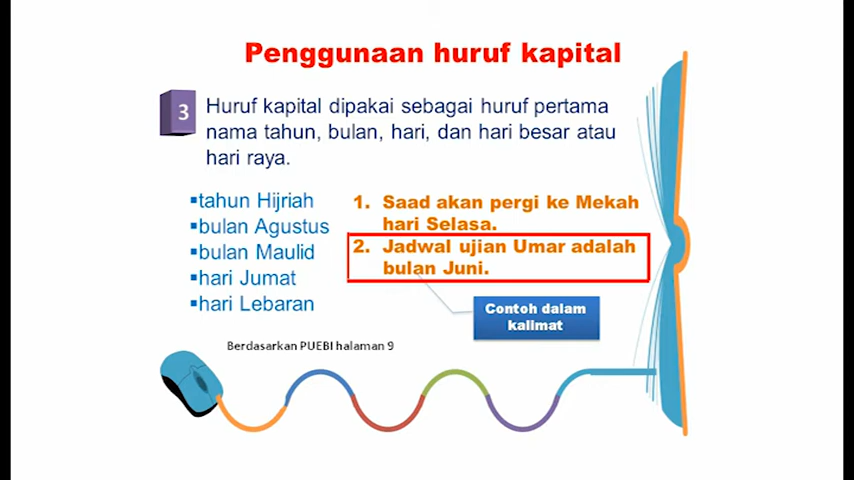 Penggunaan huruf kapital
3
Huruf kapital dipakai sebagai huruf pertama
nama tahun, bulan, hari, dan hari besar atau
hari raya.
▪tahun Hijriah
▪bulan Agustus
▪bulan Maulid
▪hari Jumat
▪hari Lebaran
1. Saad akan pergi ke Mekah
hari Selasa.
2. Jadwal ujian Umar adalah
bulan Juni.
Contoh dalam
kalimat
Berdasarkan PUEBI halaman 9